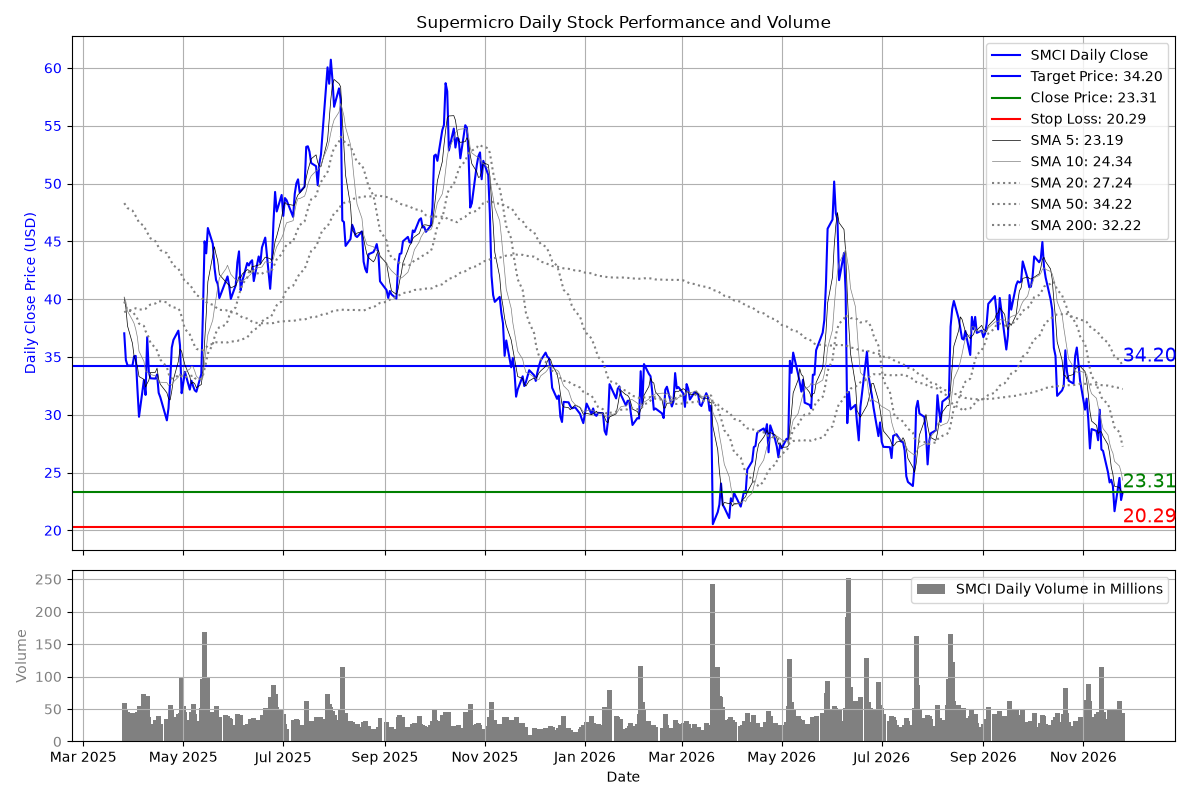 Supermicro Daily Stock Performance and Volume
Daily Close Price (USD)
60
55
50
45
40
35
30
25
20
SMCI Daily Close
Target Price: 34.20
Close Price: 23.31
Stop Loss: 20.29
SMA 5: 23.19
SMA 10: 24.34
SMA 20: 27.24
SMA 50: 34.22
SMA 200: 32.22
34.20
23.31
20.29
Volume
250
200
150
100
50
0
SMCI Daily Volume in Millions
Mar 2025 May 2025 Jul 2025 Sep 2025 Nov 2025 Jan 2026 Mar 2026 May 2026 Jul 2026 Sep 2026 Nov 2026
Date